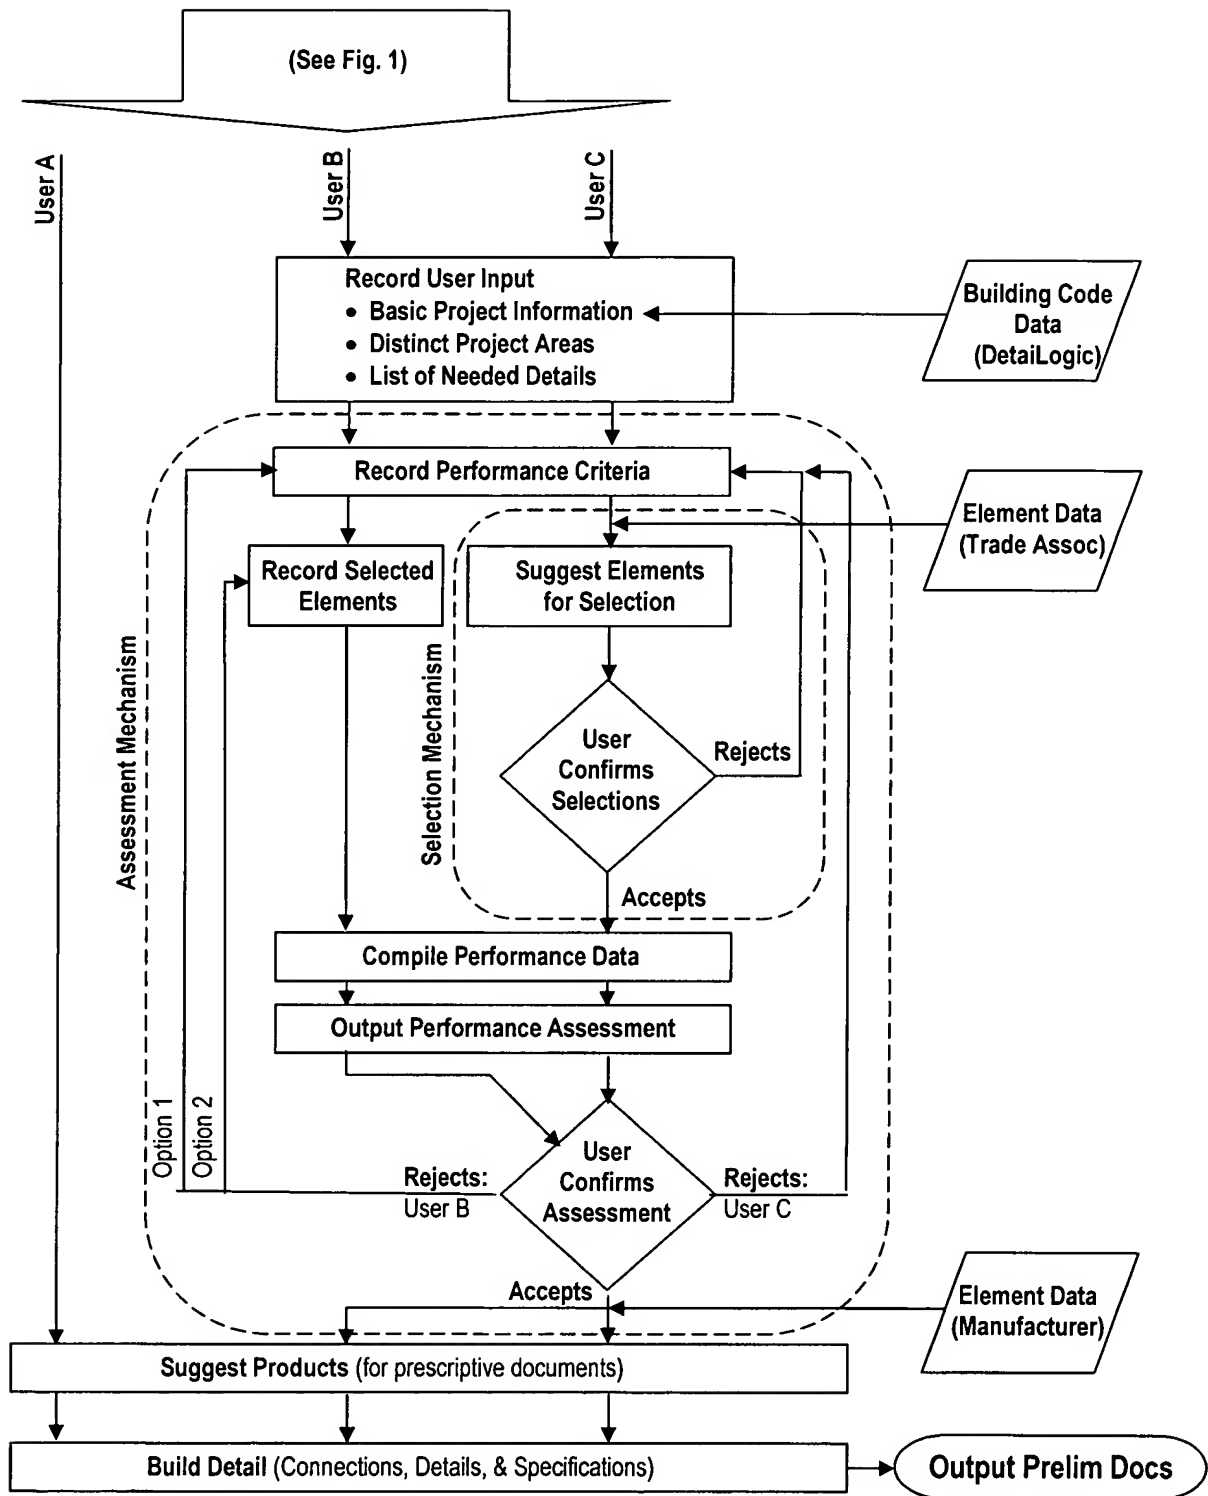 (See Fig. 1)
User A
User B
User C
Record User Input
• Basic Project Information
• Distinct Project Areas
• List of Needed Details
Building Code
Data
(DetaiLogic)
Record Performance Criteria
Element Data
(Trade Assoc)
Record Selected
Elements
Suggest Elements
for Selection
Assessment Mechanism
Selection Mechanism
User
Confirms
Selections
Rejects
Accepts
Compile Performance Data
Output Performance Assessment
Option 1
Option 2
User
Confirms
Assessment
Rejects:
User B
Rejects:
User C
Accepts
Element Data
(Manufacturer)
Suggest Products (for prescriptive documents)
Build Detail (Connections, Details, & Specifications)
Output Prelim Docs